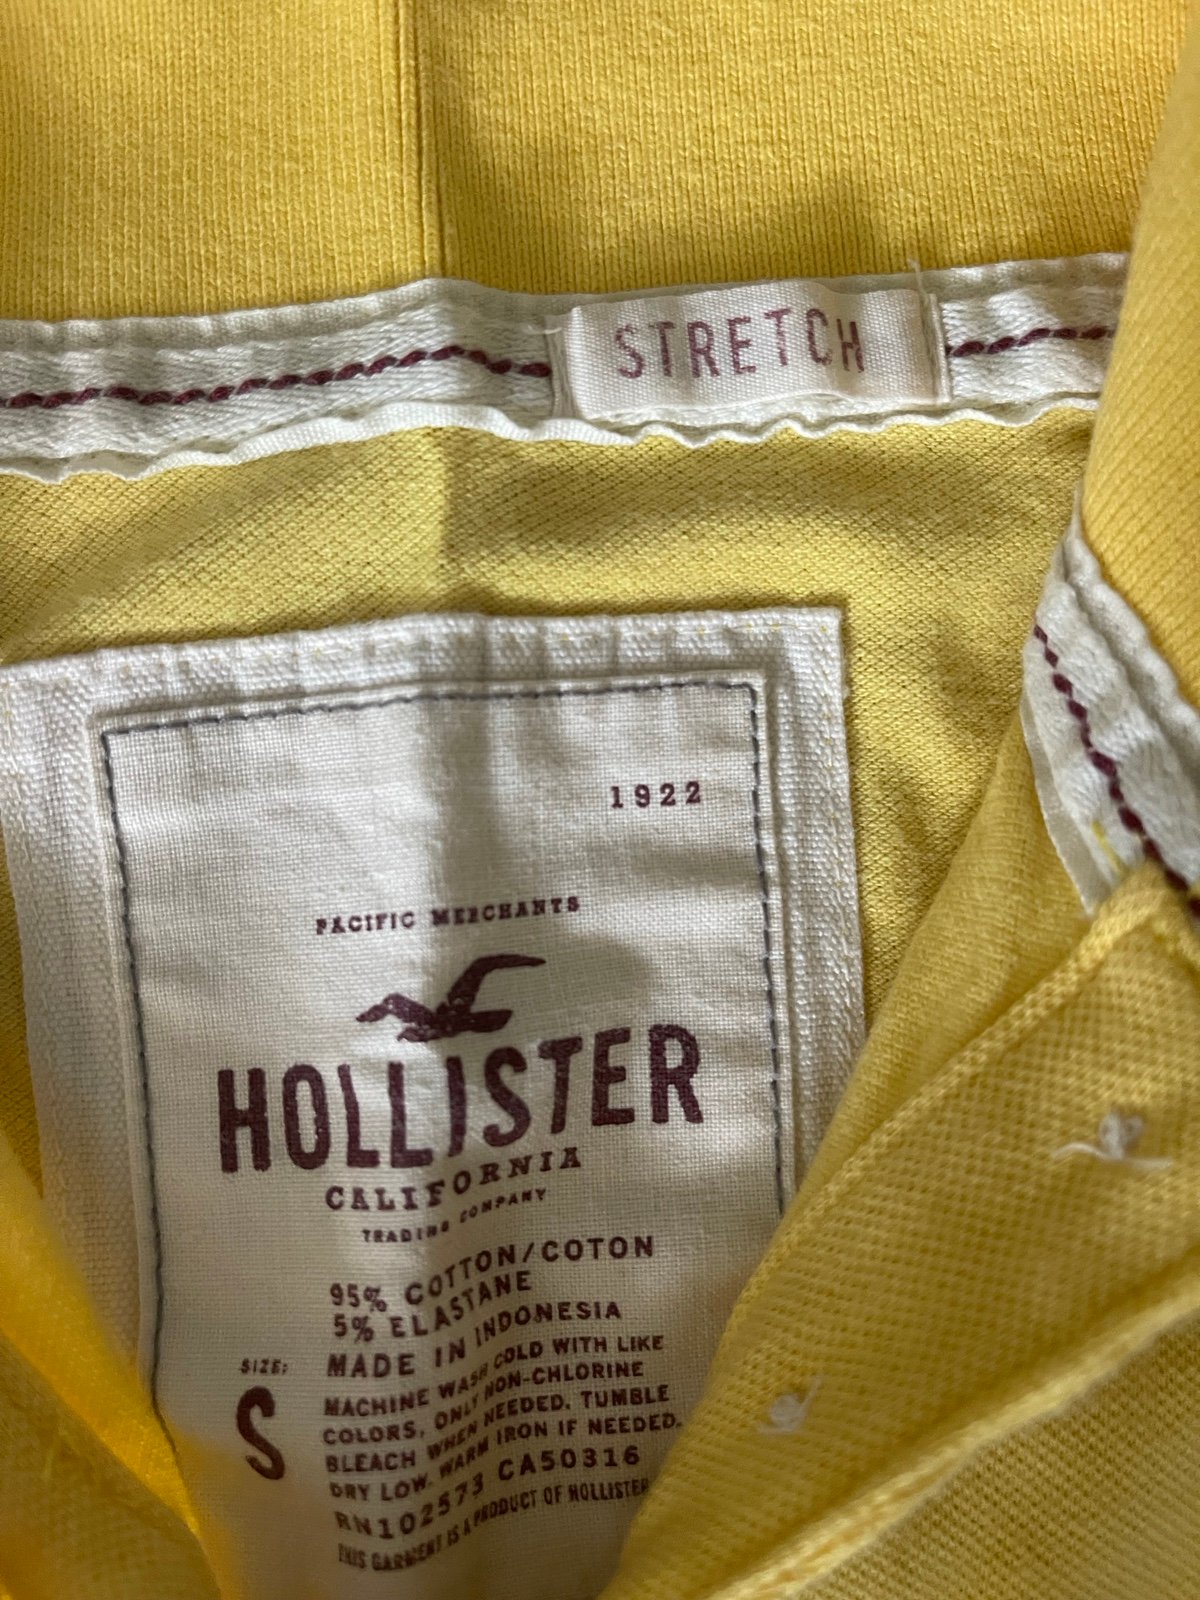 STRETCH
1922
PACIFIC MERCHANTS
HOLLISTER
CALIFORNIA
TRADING COMPANY
95% COTTON/COTON
5% ELASTANE
MADE IN INDONESIA
SIZE:
S
MACHINE WASH COLD WITH LIKE
COLORS, ONLY NON-CHLORINE
BLEACH WHEN NEEDED. TUMBLE
DRY LOW. WARM IRON IF NEEDED.
RN102573 CA50316
THIS GARMENT IS A PRODUCT OF HOLLISTER